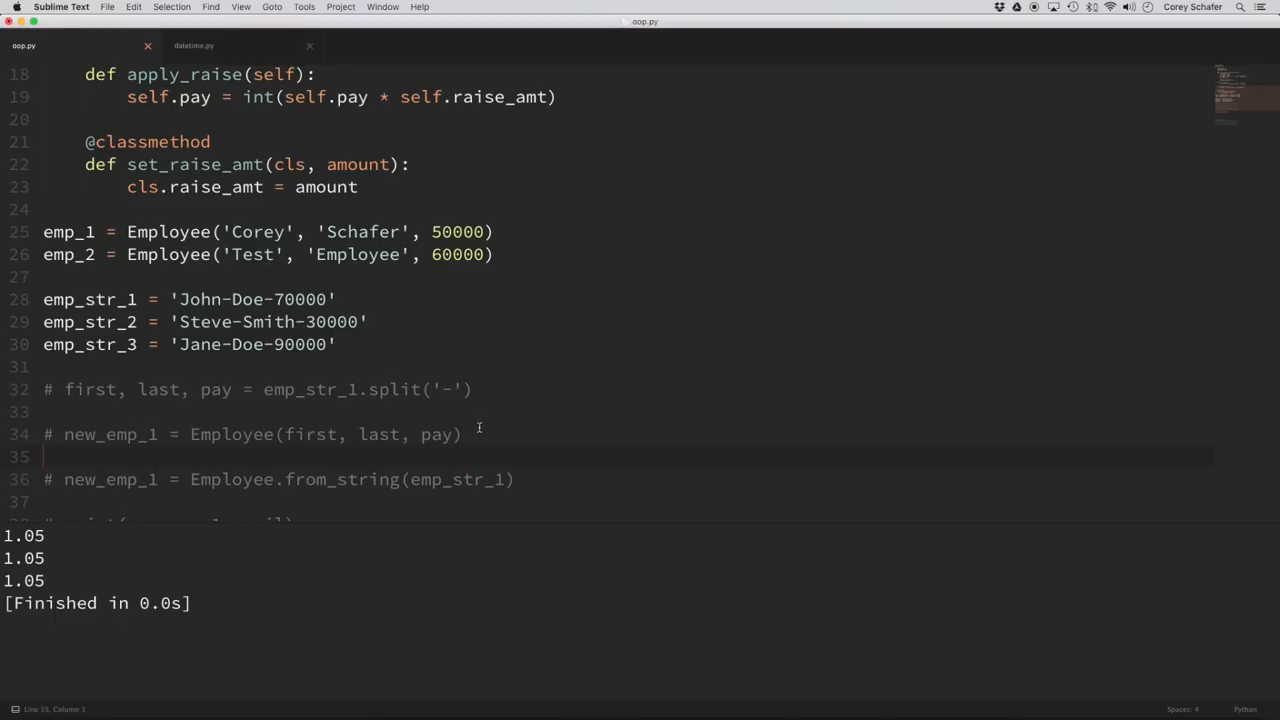 Sublime Text File Edit Selection Find View Goto Tools Project Window Help Corey Schafer
oop.py
oop.py datetime.py
18 def apply_raise(self):
19 self.pay = int(self.pay * self.raise_amt)
20
21 @classmethod
22 def set_raise_amt(cls, amount):
23 cls.raise_amt = amount
24
25 emp_1 = Employee('Corey', 'Schafer', 50000)
26 emp_2 = Employee('Test', 'Employee', 60000)
27
28 emp_str_1 = 'John-Doe-70000'
29 emp_str_2 = 'Steve-Smith-30000'
30 emp_str_3 = 'Jane-Doe-90000'
31
32 # first, last, pay = emp_str_1.split('-')
33
34 # new_emp_1 = Employee(first, last, pay)
35
36 # new_emp_1 = Employee.from_string(emp_str_1)
37
1.05
1.05
1.05
[Finished in 0.0s]
Line 35, Column 1 Spaces: 4 Python